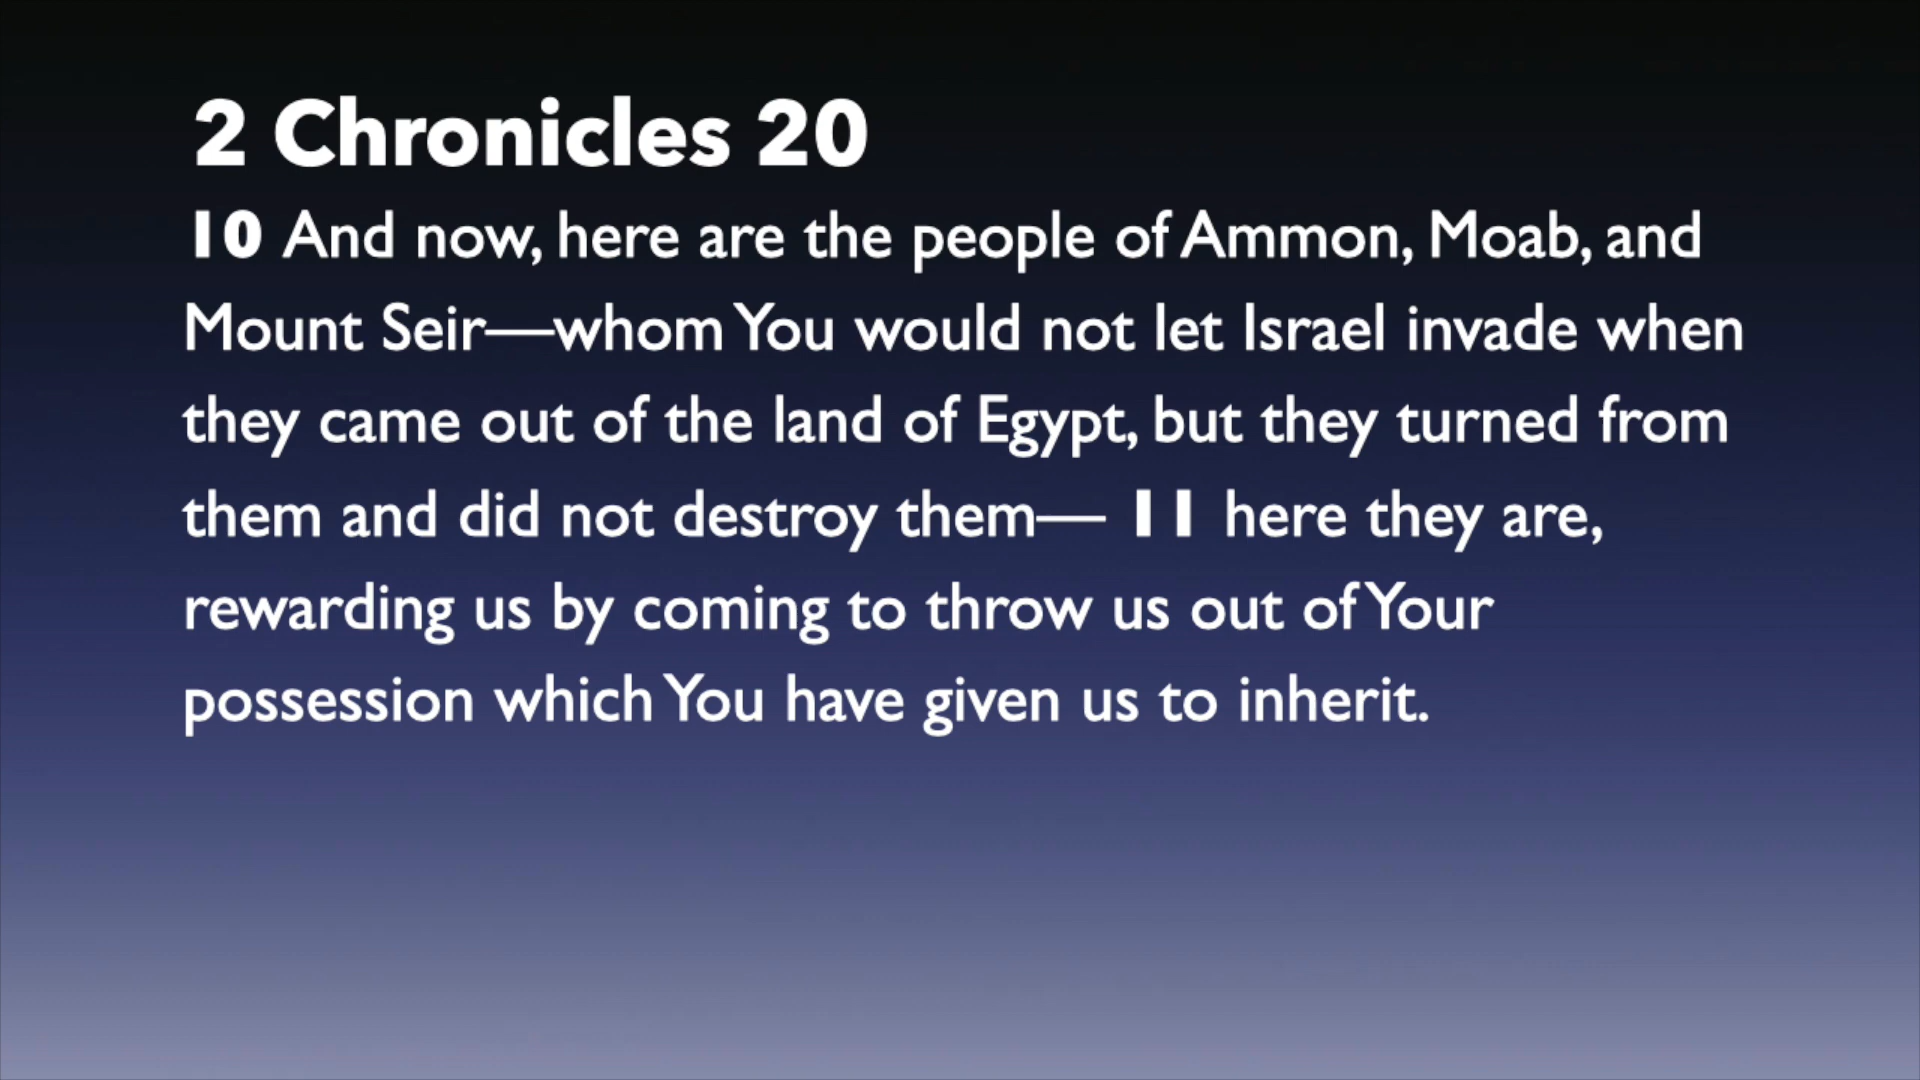 2 Chronicles 20
10 And now, here are the people of Ammon, Moab, and
Mount Seir—whom You would not let Israel invade when
they came out of the land of Egypt, but they turned from
them and did not destroy them— 11 here they are,
rewarding us by coming to throw us out of Your
possession which You have given us to inherit.